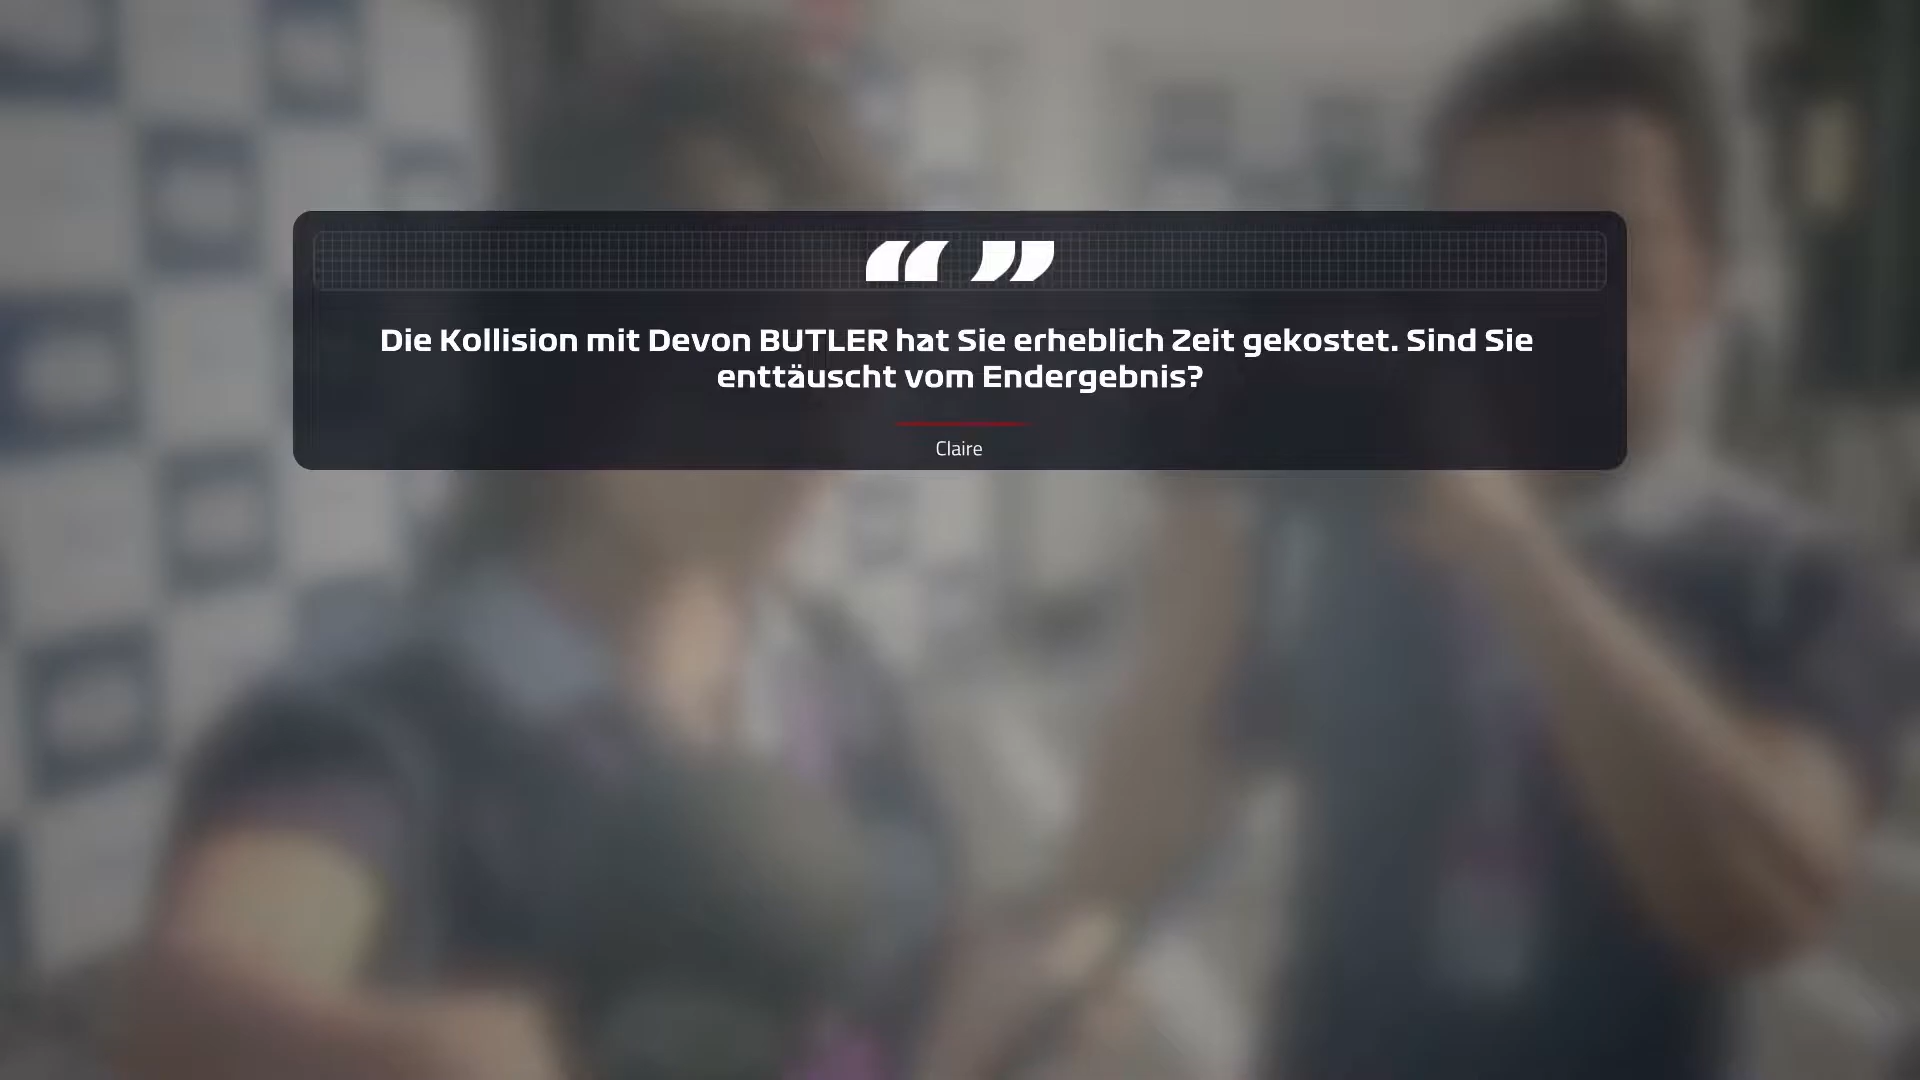 Die Kollision mit Devon BUTLER hat Sie erheblich Zeit gekostet. Sind Sie
enttäuscht vom Endergebnis?
Claire